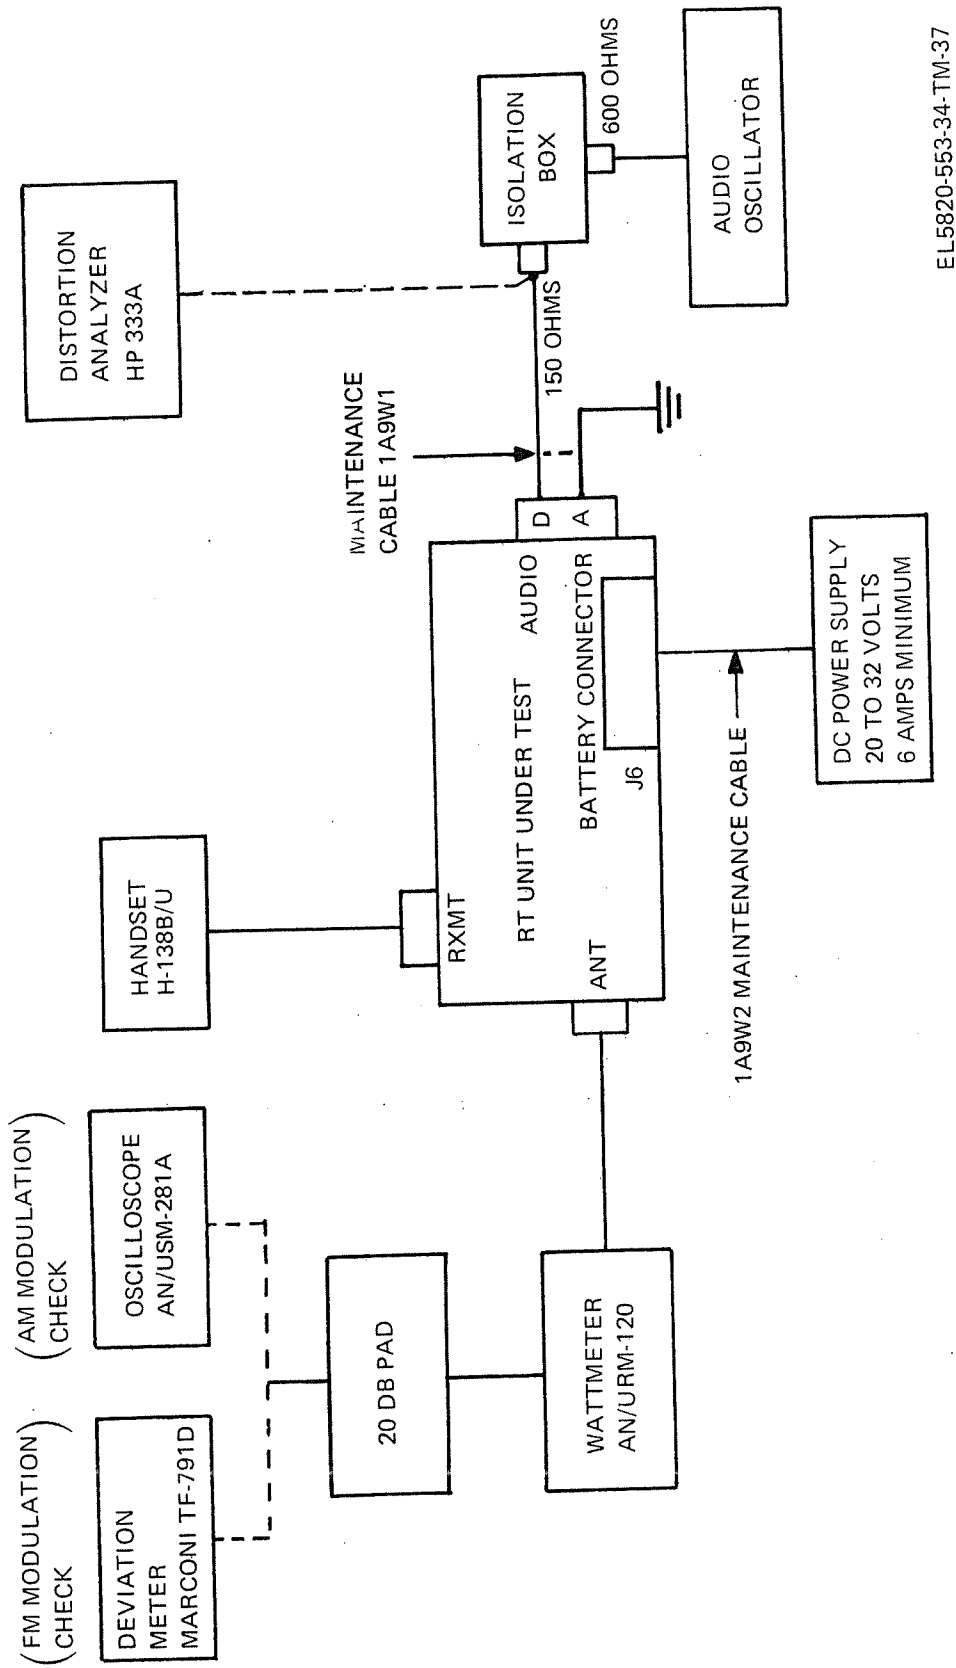 (FM MODULATION)
(CHECK)
(AM MODULATION)
(CHECK)
DEVIATION
METER
MARCONI TF-791D
OSCILLOSCOPE
AN/USM-281A
HANDSET
H-138B/U
DISTORTION
ANALYZER
HP 333A
20 DB PAD
WATTMETER
AN/URM-120
RXMT
RT UNIT UNDER TEST
ANT
AUDIO
BATTERY CONNECTOR
J6
D
A
MAINTENANCE
CABLE 1A9W1
150 OHMS
ISOLATION
BOX
600 OHMS
AUDIO
OSCILLATOR
1A9W2 MAINTENANCE CABLE
DC POWER SUPPLY
20 TO 32 VOLTS
6 AMPS MINIMUM
EL5820-553-34-TM-37